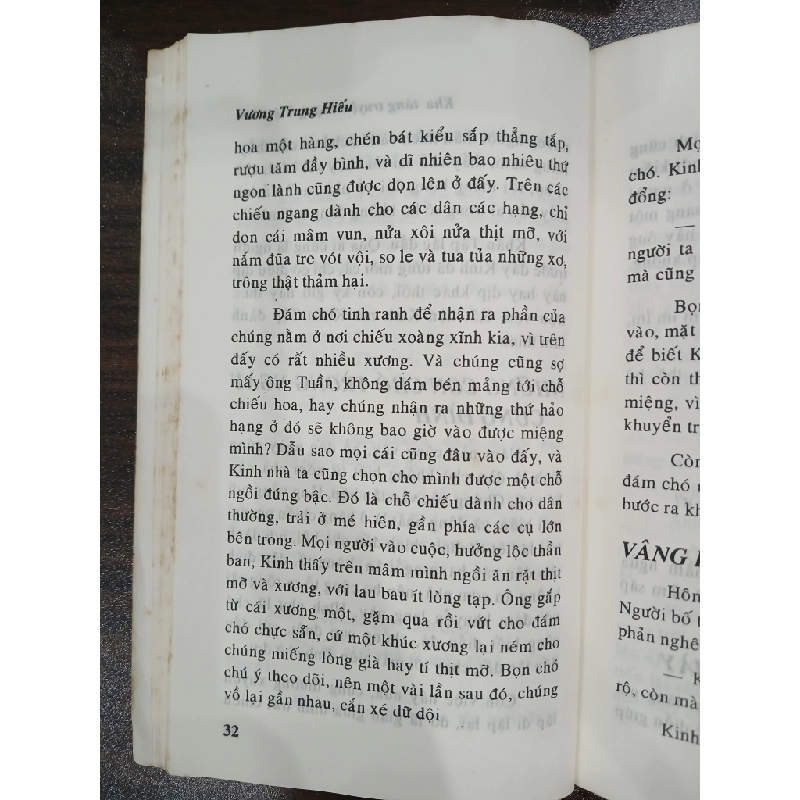 Vương Trung Hiếu
hoa một hàng, chén bát kiểu sắp thẳng tắp,
rượu tăm đầy bình, và dĩ nhiên bao nhiêu thứ
ngon lành cũng được dọn lên ở đấy. Trên các
chiếu ngang dành cho các dân các hạng, chỉ
dọn cái mâm vun, nửa xôi nửa thịt mỡ, với
nắm đũa tre vót vội, so le và tua tủa những xơ,
trông thật thảm hại.
Đám chó tinh ranh để nhận ra phần của
chúng nằm ở nơi chiếu xoàng xĩnh kia, vì trên
đấy có rất nhiều xương. Và chúng cũng sợ
mấy ông Tuần, không dám bén mảng tới chỗ
chiếu hoa, hay chúng nhận ra những thứ hảo
hạng ở đó sẽ không bao giờ vào được miệng
mình? Dẫu sao mọi cái cũng đâu vào đấy, và
Kinh nhà ta cũng chọn cho mình được một chỗ
ngồi đúng bậc. Đó là chỗ chiếu dành cho dân
thường, trải ở mé hiên, gần phía các cụ lớn
bên trong. Mọi người vào cuộc, hưởng lộc thần
ban, Kinh thấy trên mâm mình ngồi ăn rặt thịt
mỡ và xương, với lau bau ít lòng tạp. Ông gắp
từ cái xương một, gặm qua rồi vứt cho đám
chó chực sẵn, cứ một khúc xương lại ném cho
chúng miếng lòng già hay tí thịt mỡ. Bọn chó
chú ý theo dõi, nên một vài lần sau đó, chúng
vồ lại gần nhau, cắn xé dữ dội
32
Mọ
chó. Kinh
đổng:
—
người ta
mà cũng
Bọn
vào, mặt
để biết K
thì còn th
miệng, vì
khuyển tr
Còn
đám chó
bước ra kh
VÂNG
Hôn
Người bố
phản nghê
— K
rộ, còn mà
Kinh